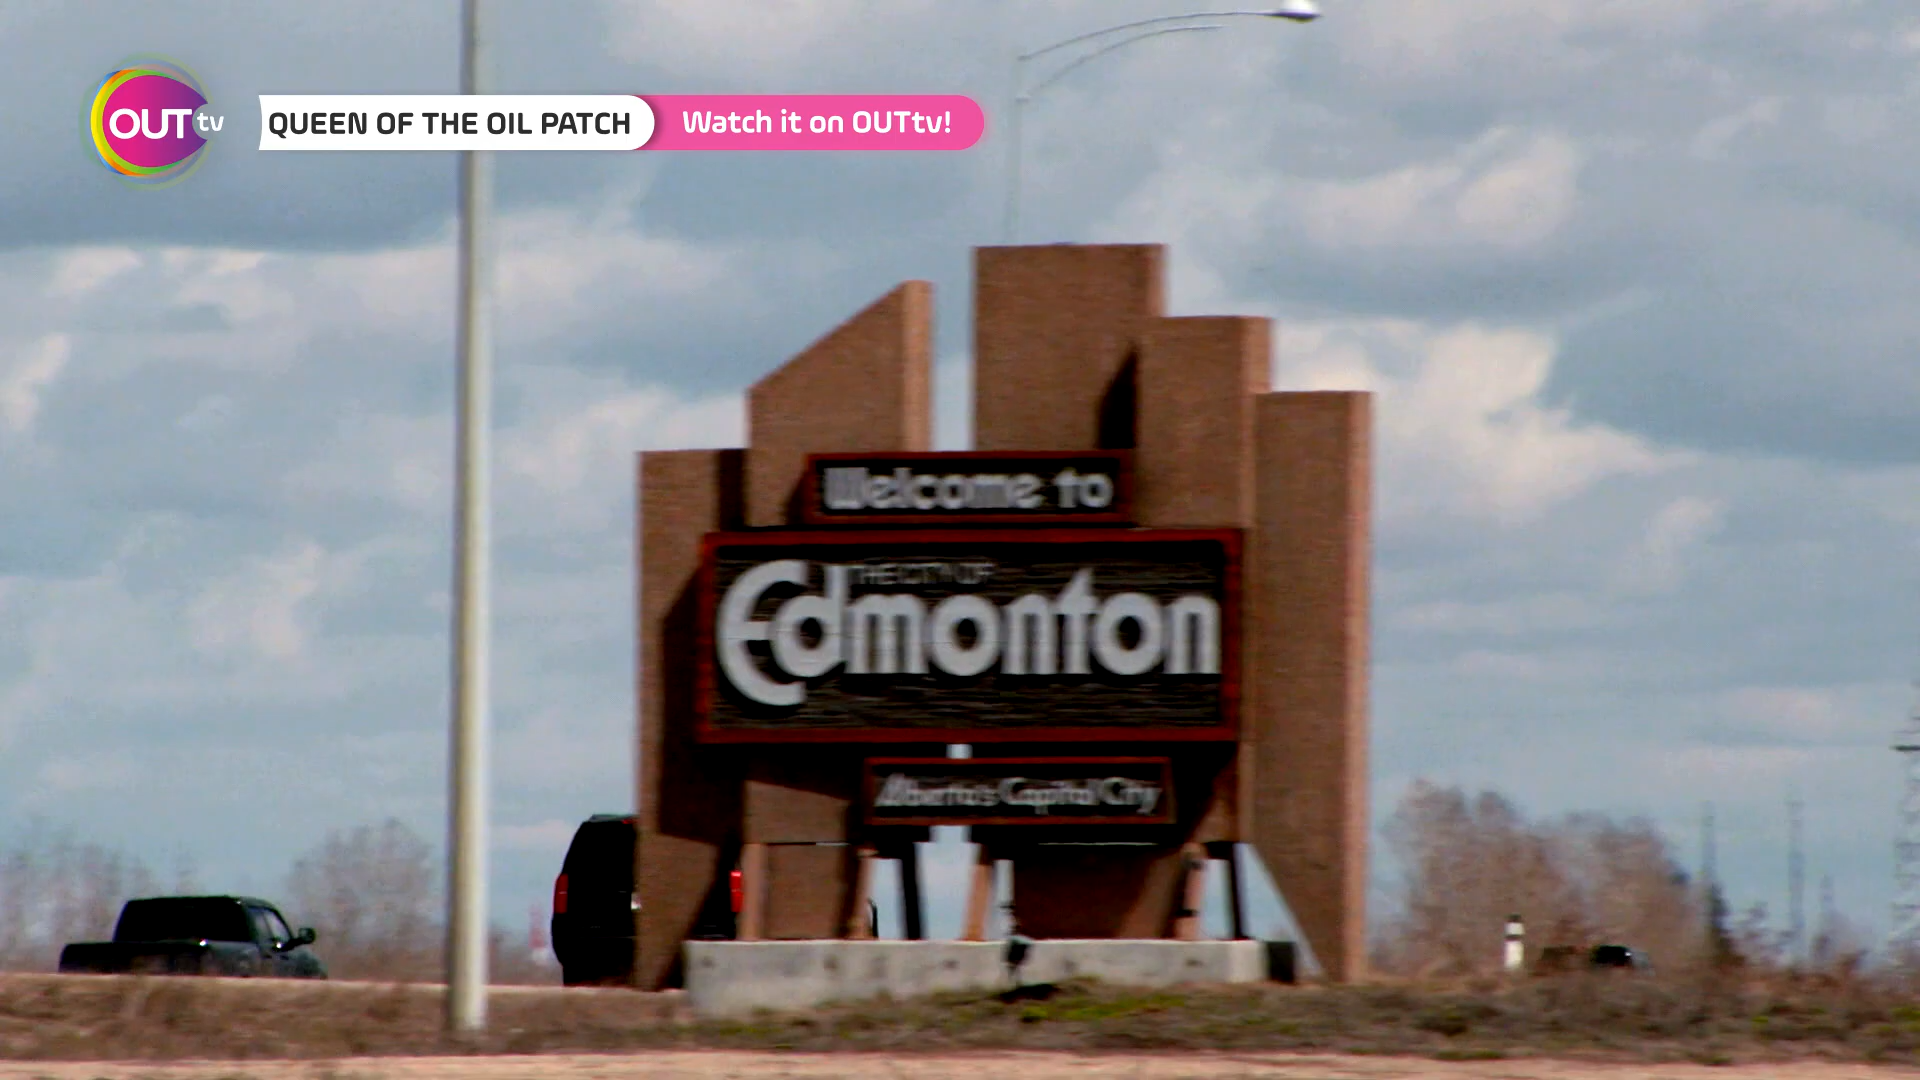 OUTtv
QUEEN OF THE OIL PATCH
Watch it on OUTtv!
Welcome to
THE CITY OF
Edmonton
Alberta's Capital City